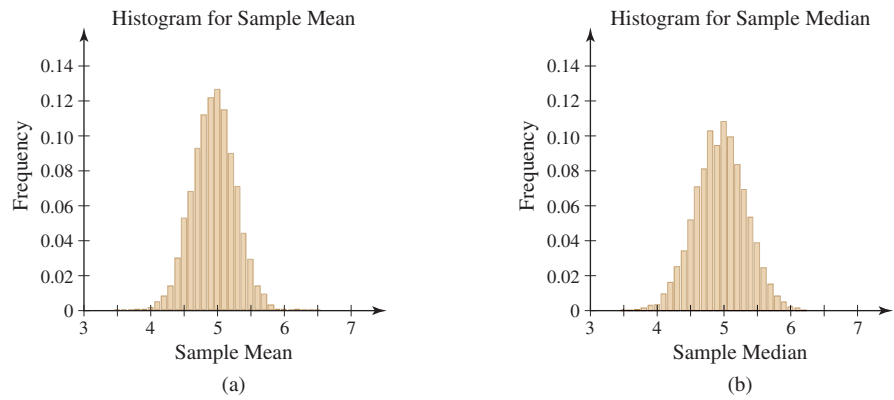 Histogram for Sample Mean
Frequency
0.14
0.12
0.10
0.08
0.06
0.04
0.02
0
3 4 5 6 7
Sample Mean
(a)
Histogram for Sample Median
Frequency
0.14
0.12
0.10
0.08
0.06
0.04
0.02
0
3 4 5 6 7
Sample Median
(b)